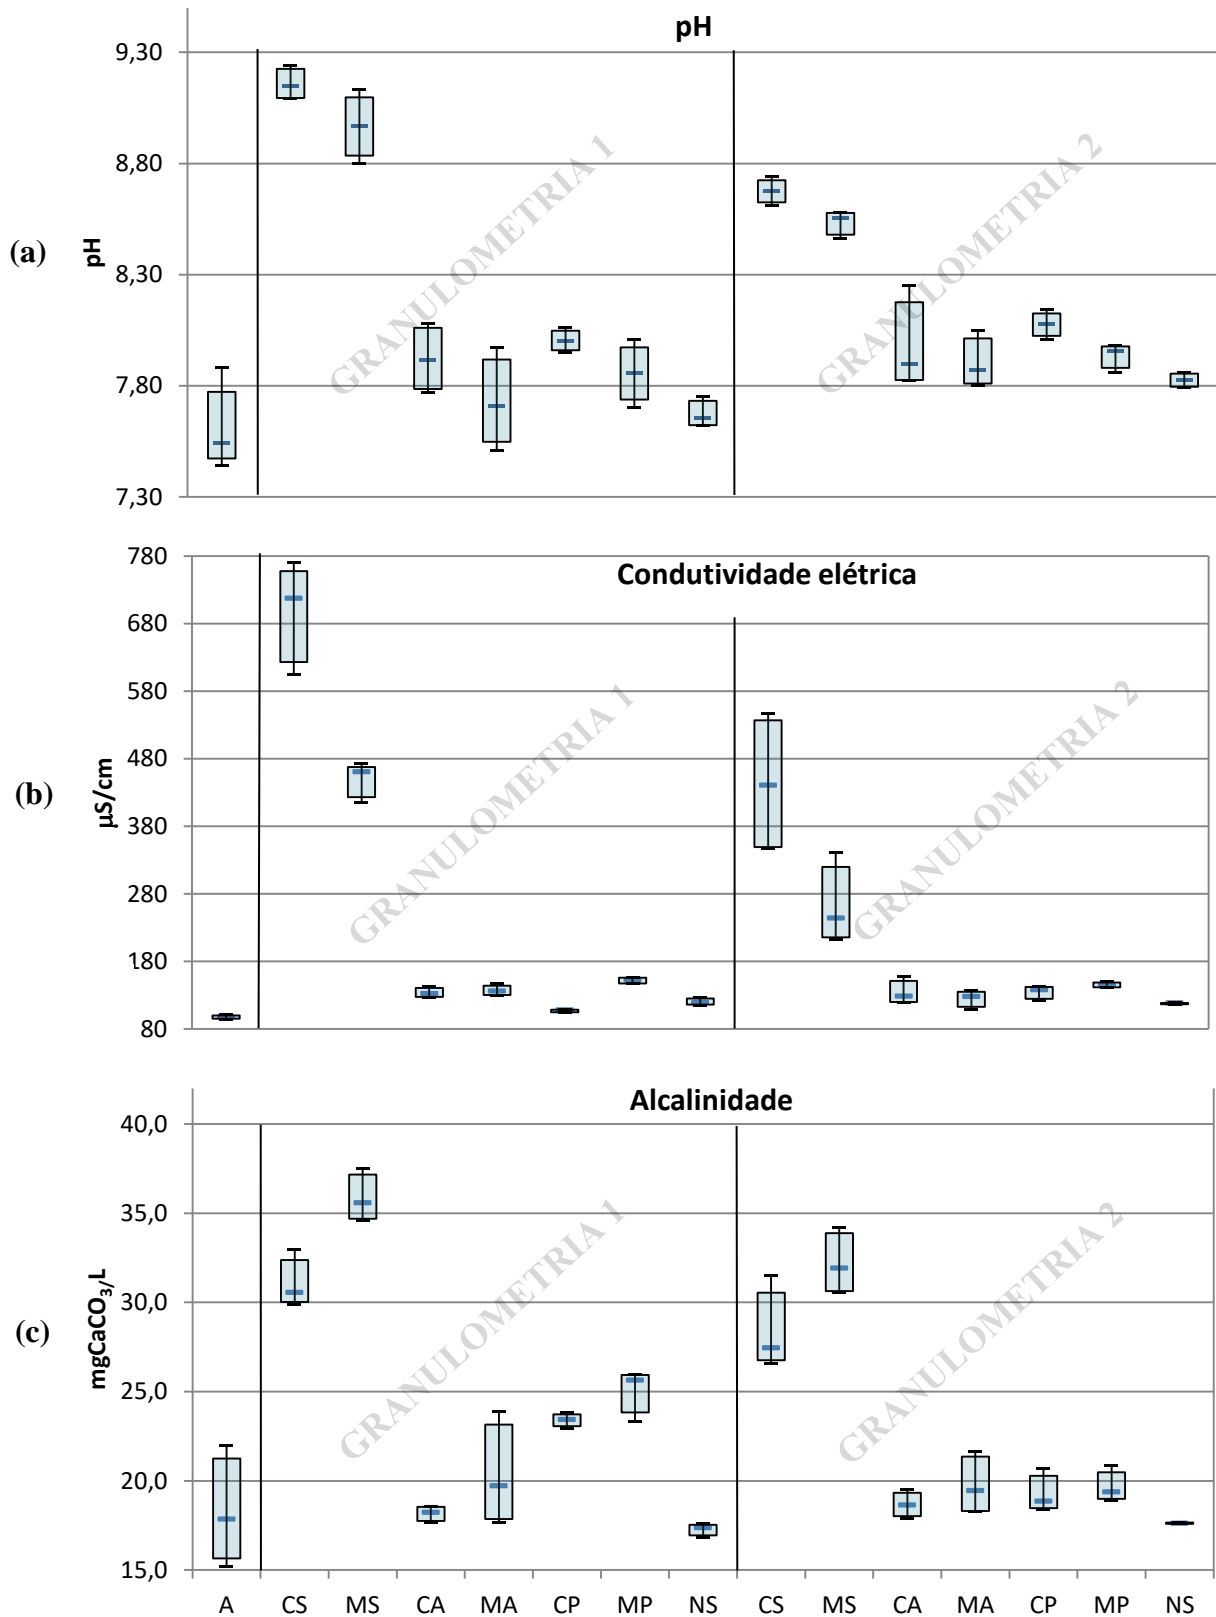 pH
9,30
8,80
8,30
7,80
7,30
pH
(a)
GRANULOMETRIA 1
GRANULOMETRIA 2
Condutividade elétrica
780
680
580
480
380
280
180
80
µS/cm
(b)
GRANULOMETRIA 1
GRANULOMETRIA 2
Alcalinidade
40,0
35,0
30,0
25,0
20,0
15,0
mgCaCO3/L
(c)
GRANULOMETRIA 1
GRANULOMETRIA 2
A CS MS CA MA CP MP NS CS MS CA MA CP MP NS